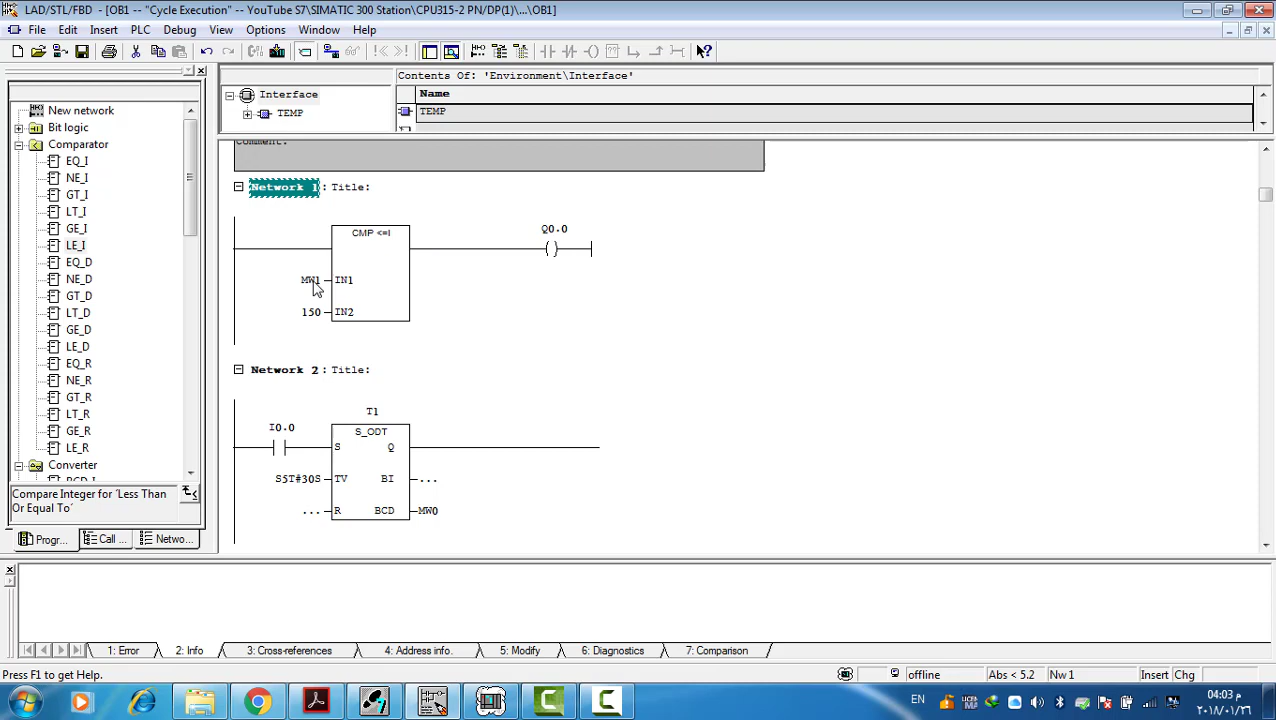 LAD/STL/FBD - [OB1 -- "Cycle Execution" -- YouTube S7\SIMATIC 300 Station\CPU315-2 PN/DP(1)\...\OB1]
File Edit Insert PLC Debug View Options Window Help
Contents Of: 'Environment\Interface'
Interface
TEMP
Name
TEMP
New network
Bit logic
Comparator
EQ_I
NE_I
GT_I
LT_I
GE_I
LE_I
EQ_D
NE_D
GT_D
LT_D
GE_D
LE_D
EQ_R
NE_R
GT_R
LT_R
GE_R
LE_R
Converter
BCD_I
Compare Integer for ´Less Than
Or Equal To´
Progr...
Call ...
Netwo...
Comment:
Network 1 : Title:
CMP <=I
Q0.0
MW1 IN1
150 IN2
Network 2 : Title:
T1
I0.0
S_ODT
S Q
S5T#30S TV BI ...
... R BCD MW0
1: Error 2: Info 3: Cross-references 4: Address info. 5: Modify 6: Diagnostics 7: Comparison
Press F1 to get Help.
offline Abs < 5.2 Nw 1 Insert Chg
EN
04:03 م
٢٠١٨/٠١/٢٦